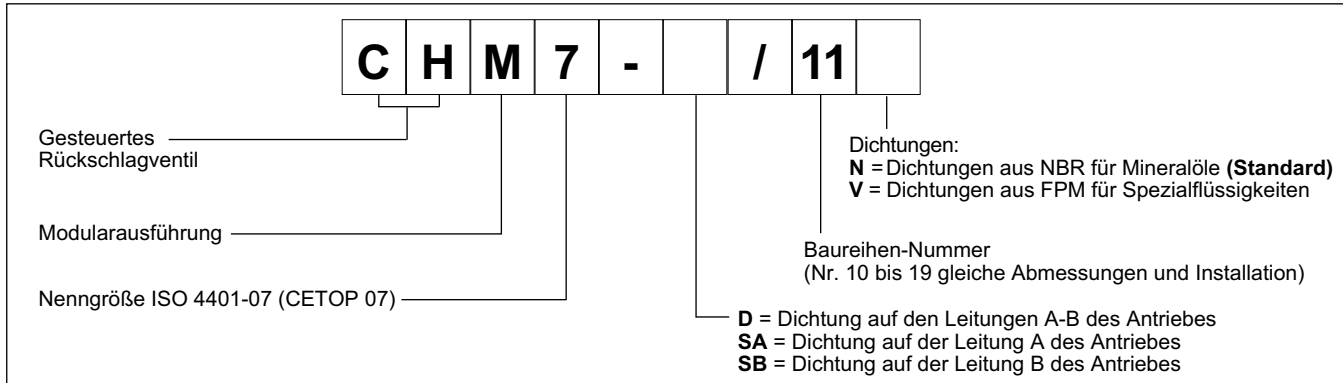 C H M 7 - / 11
Gesteuertes
Rückschlagventil
Modularausführung
Nenngröße ISO 4401-07 (CETOP 07)
Dichtungen:
N = Dichtungen aus NBR für Mineralöle (Standard)
V = Dichtungen aus FPM für Spezialflüssigkeiten
Baureihen-Nummer
(Nr. 10 bis 19 gleiche Abmessungen und Installation)
D = Dichtung auf den Leitungen A-B des Antriebes
SA = Dichtung auf der Leitung A des Antriebes
SB = Dichtung auf der Leitung B des Antriebes